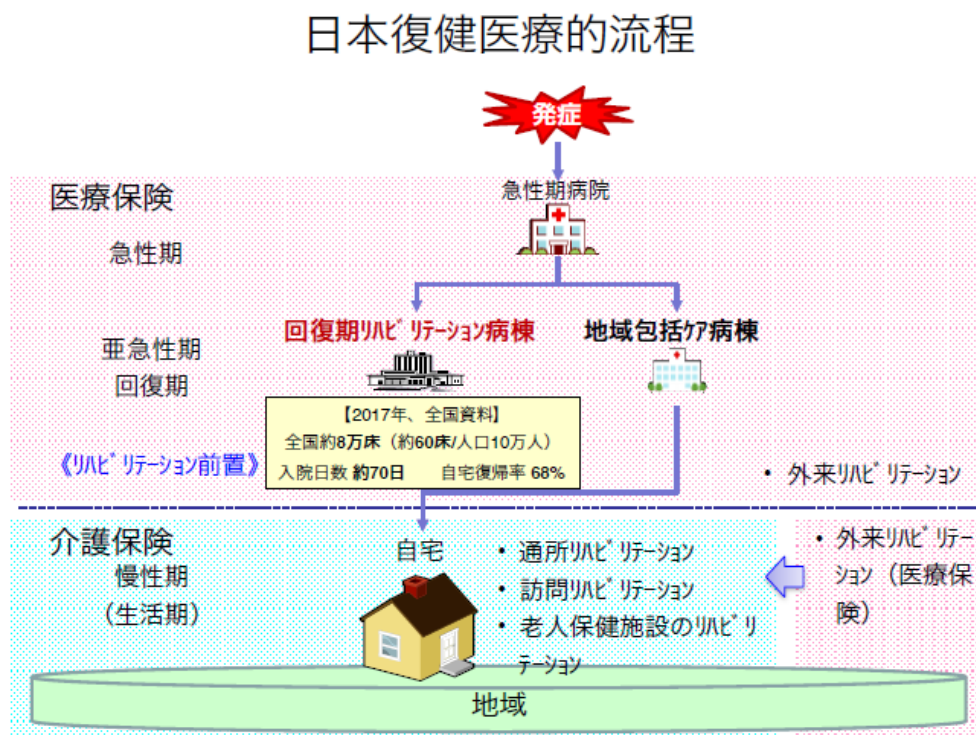 日本復健医療的流程
発症
医療保険
急性期病院
急性期
回復期ﾘﾊﾋﾞﾘﾃｰｼｮﾝ病棟
地域包括ｹｱ病棟
亜急性期
回復期
【2017年、全国資料】
全国約8万床（約60床/人口10万人）
入院日数 約70日 自宅復帰率 68%
《ﾘﾊﾋﾞﾘﾃｰｼｮﾝ前置》
• 外来ﾘﾊﾋﾞﾘﾃｰｼｮﾝ
介護保険
慢性期
（生活期）
自宅
• 通所ﾘﾊﾋﾞﾘﾃｰｼｮﾝ
• 訪問ﾘﾊﾋﾞﾘﾃｰｼｮﾝ
• 老人保健施設のﾘﾊﾋﾞﾘ
ﾃｰｼｮﾝ
• 外来ﾘﾊﾋﾞﾘﾃｰ
ｼｮﾝ（医療保
険）
地域